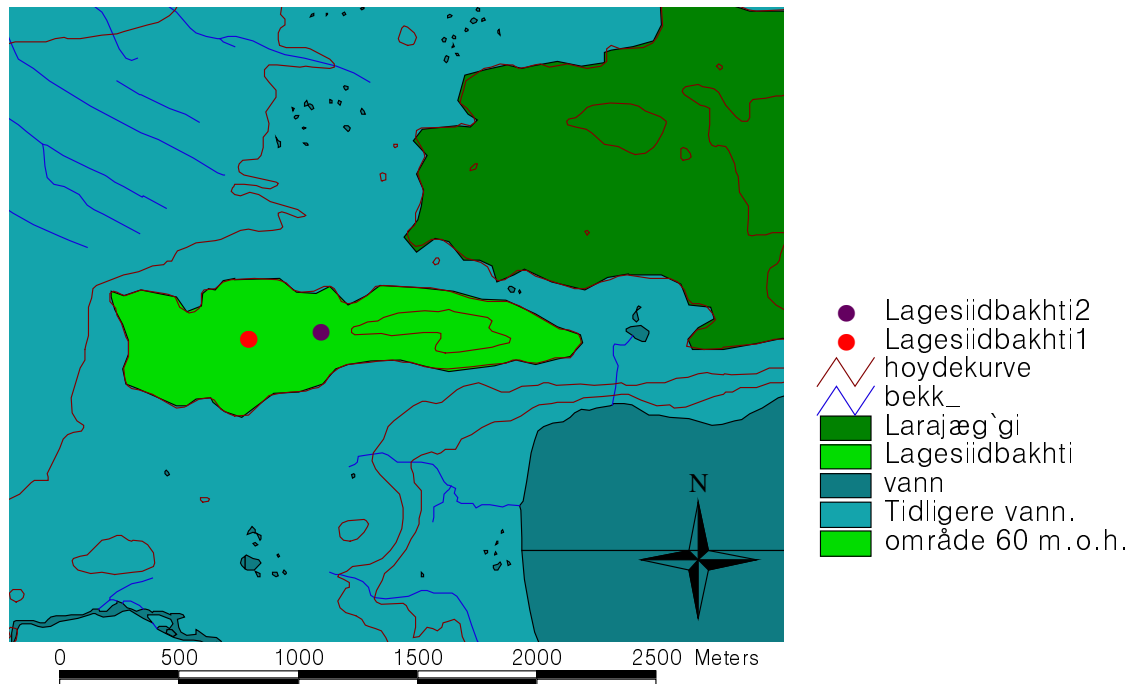 Lagesiidbakhti2
Lagesiidbakhti1
hoydekurve
bekk_
Larajæg`gi
Lagesiidbakhti
vann
Tidligere vann.
område 60 m.o.h.
N
0 500 1000 1500 2000 2500 Meters